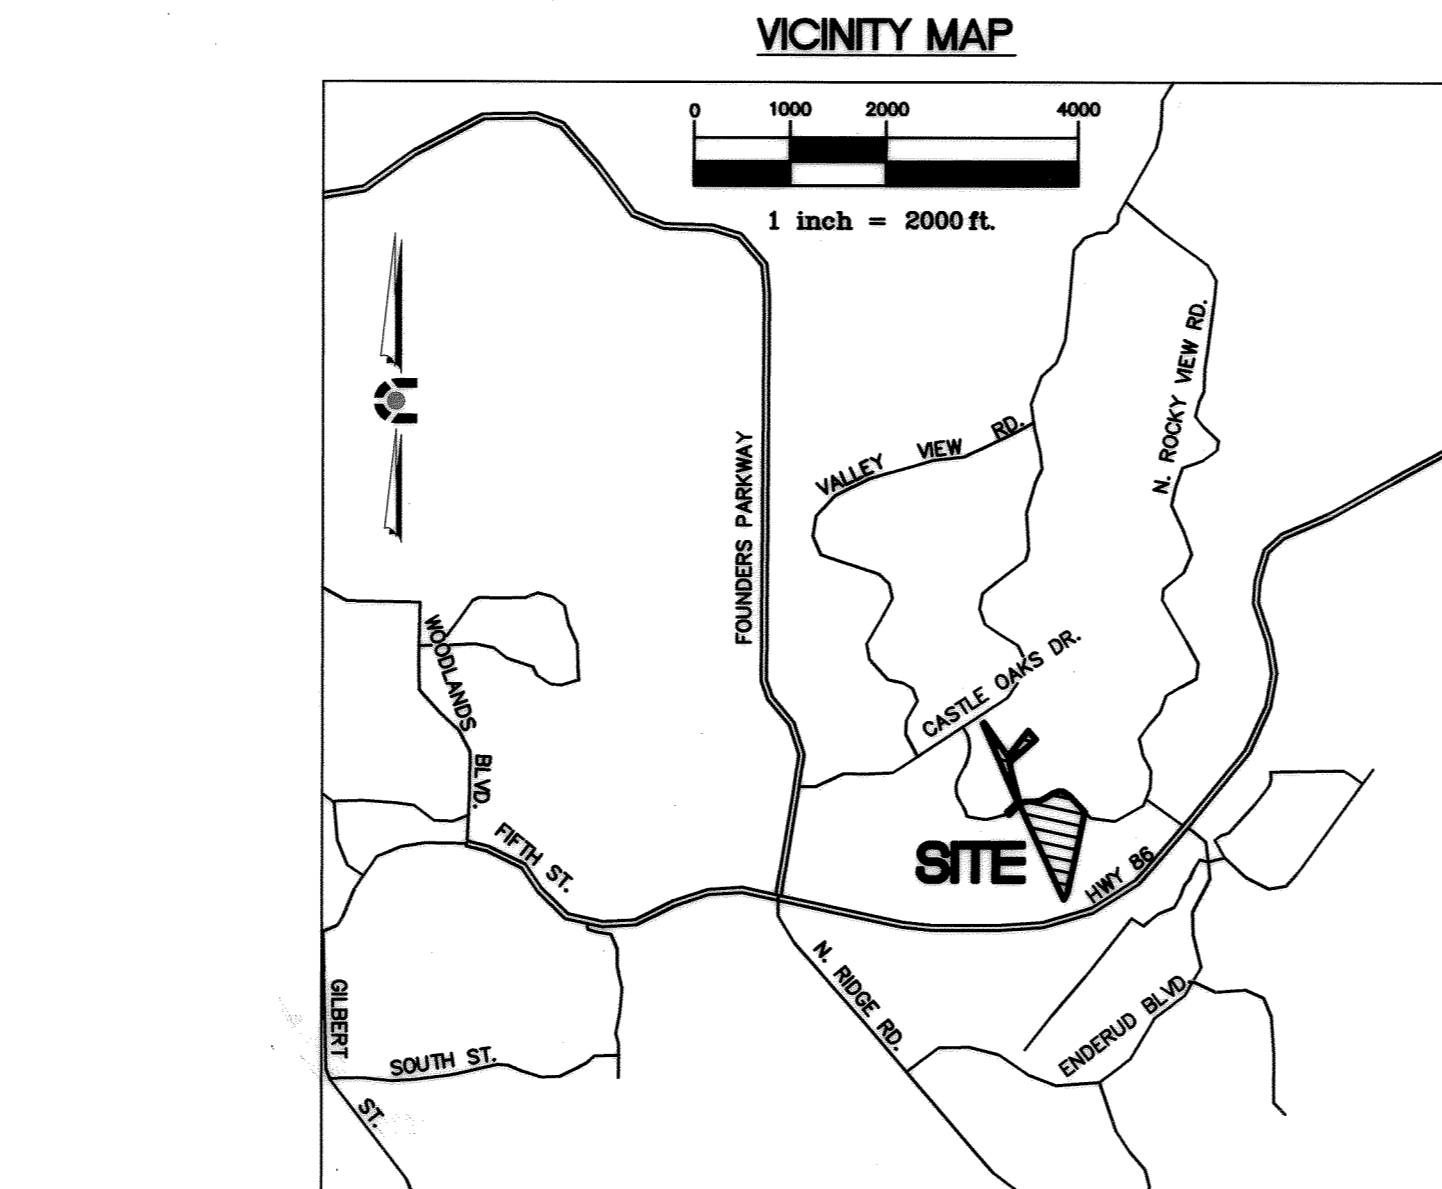 VICINITY MAP
0 1000 2000 4000
1 inch = 2000 ft.
N. ROCKY VIEW RD.
VALLEY VIEW RD.
FOUNDERS PARKWAY
WOODLANDS BLVD.
CASTLE OAKS DR.
FIFTH ST.
SITE
HWY 86
N. RIDGE RD.
GILBERT ST.
SOUTH ST.
ENDERUD BLVD.